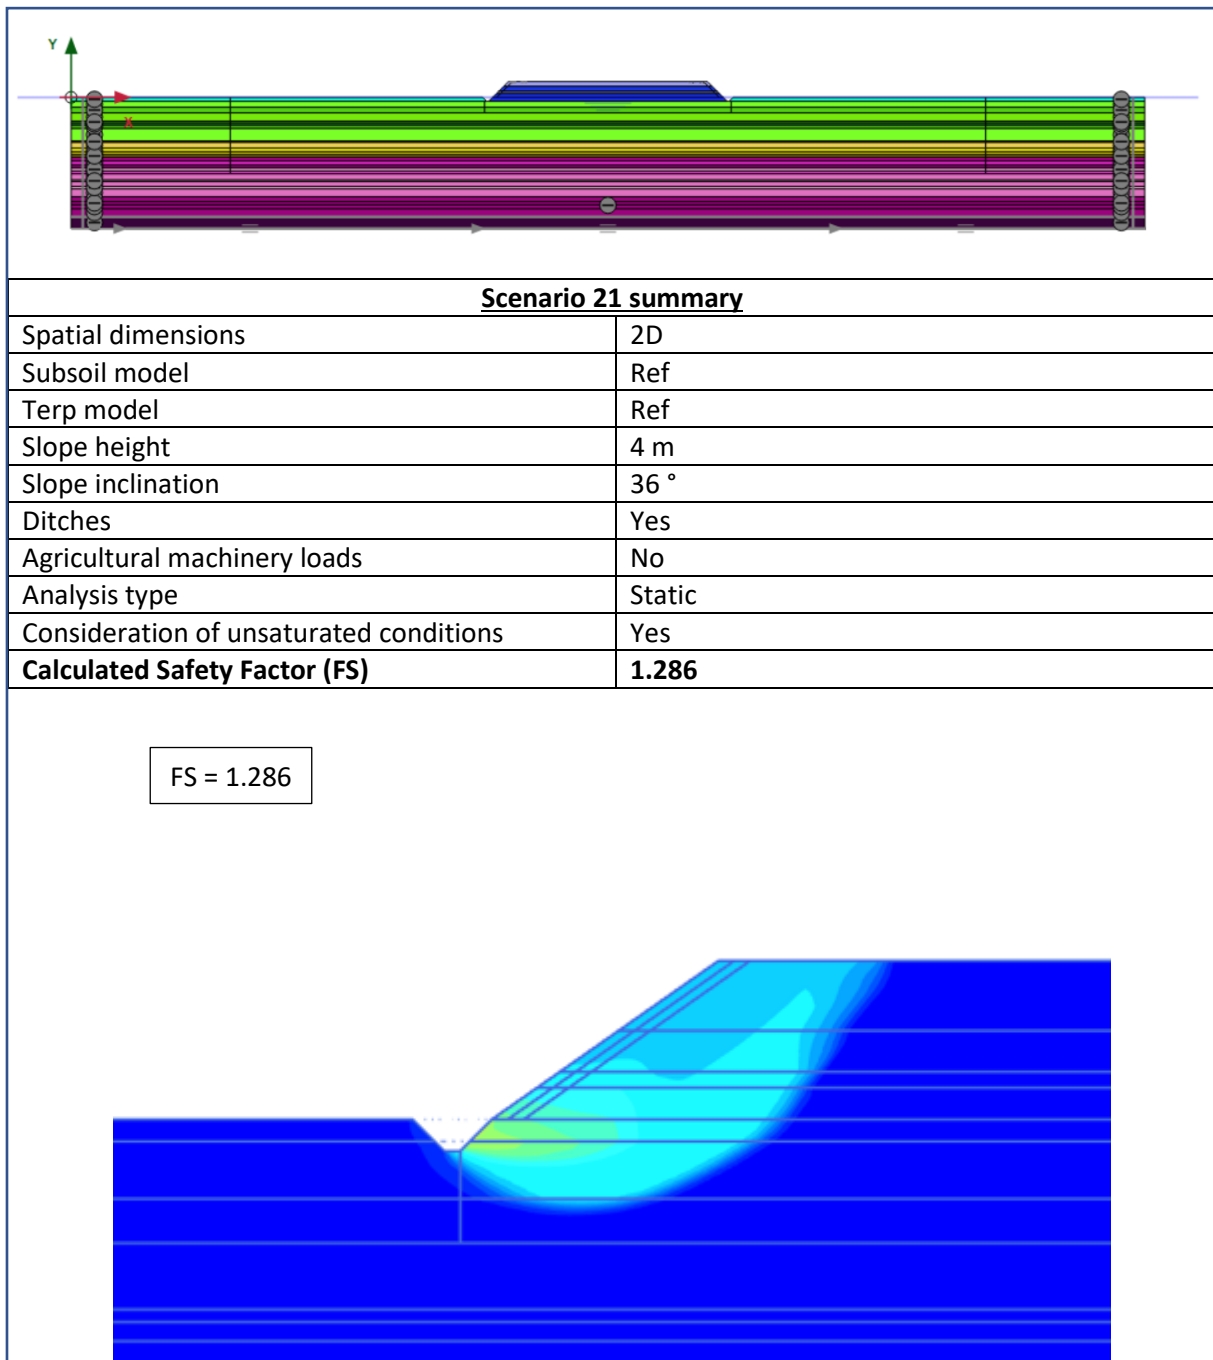 Y
X
Scenario 21 summary
Spatial dimensions 2D
Subsoil model Ref
Terp model Ref
Slope height 4 m
Slope inclination 36 °
Ditches Yes
Agricultural machinery loads No
Analysis type Static
Consideration of unsaturated conditions Yes
Calculated Safety Factor (FS) 1.286
FS = 1.286